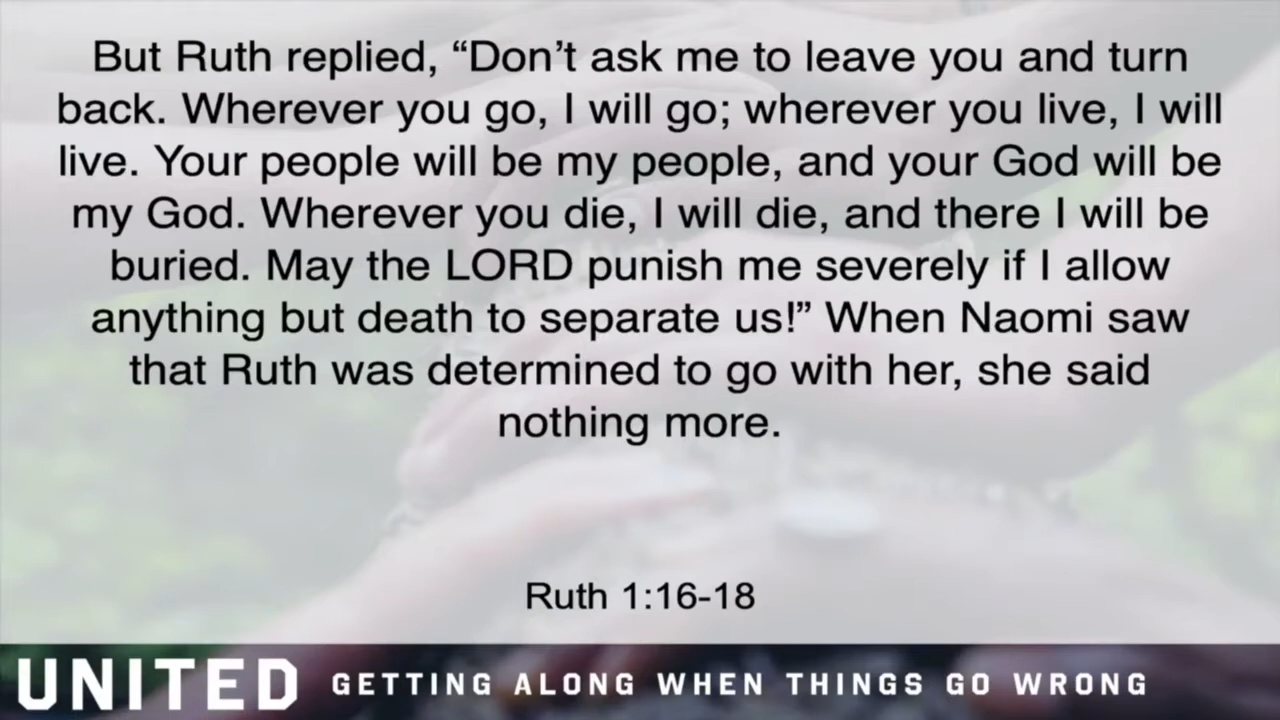 But Ruth replied, “Don’t ask me to leave you and turn
back. Wherever you go, I will go; wherever you live, I will
live. Your people will be my people, and your God will be
my God. Wherever you die, I will die, and there I will be
buried. May the LORD punish me severely if I allow
anything but death to separate us!” When Naomi saw
that Ruth was determined to go with her, she said
nothing more.
Ruth 1:16-18
UNITED GETTING ALONG WHEN THINGS GO WRONG